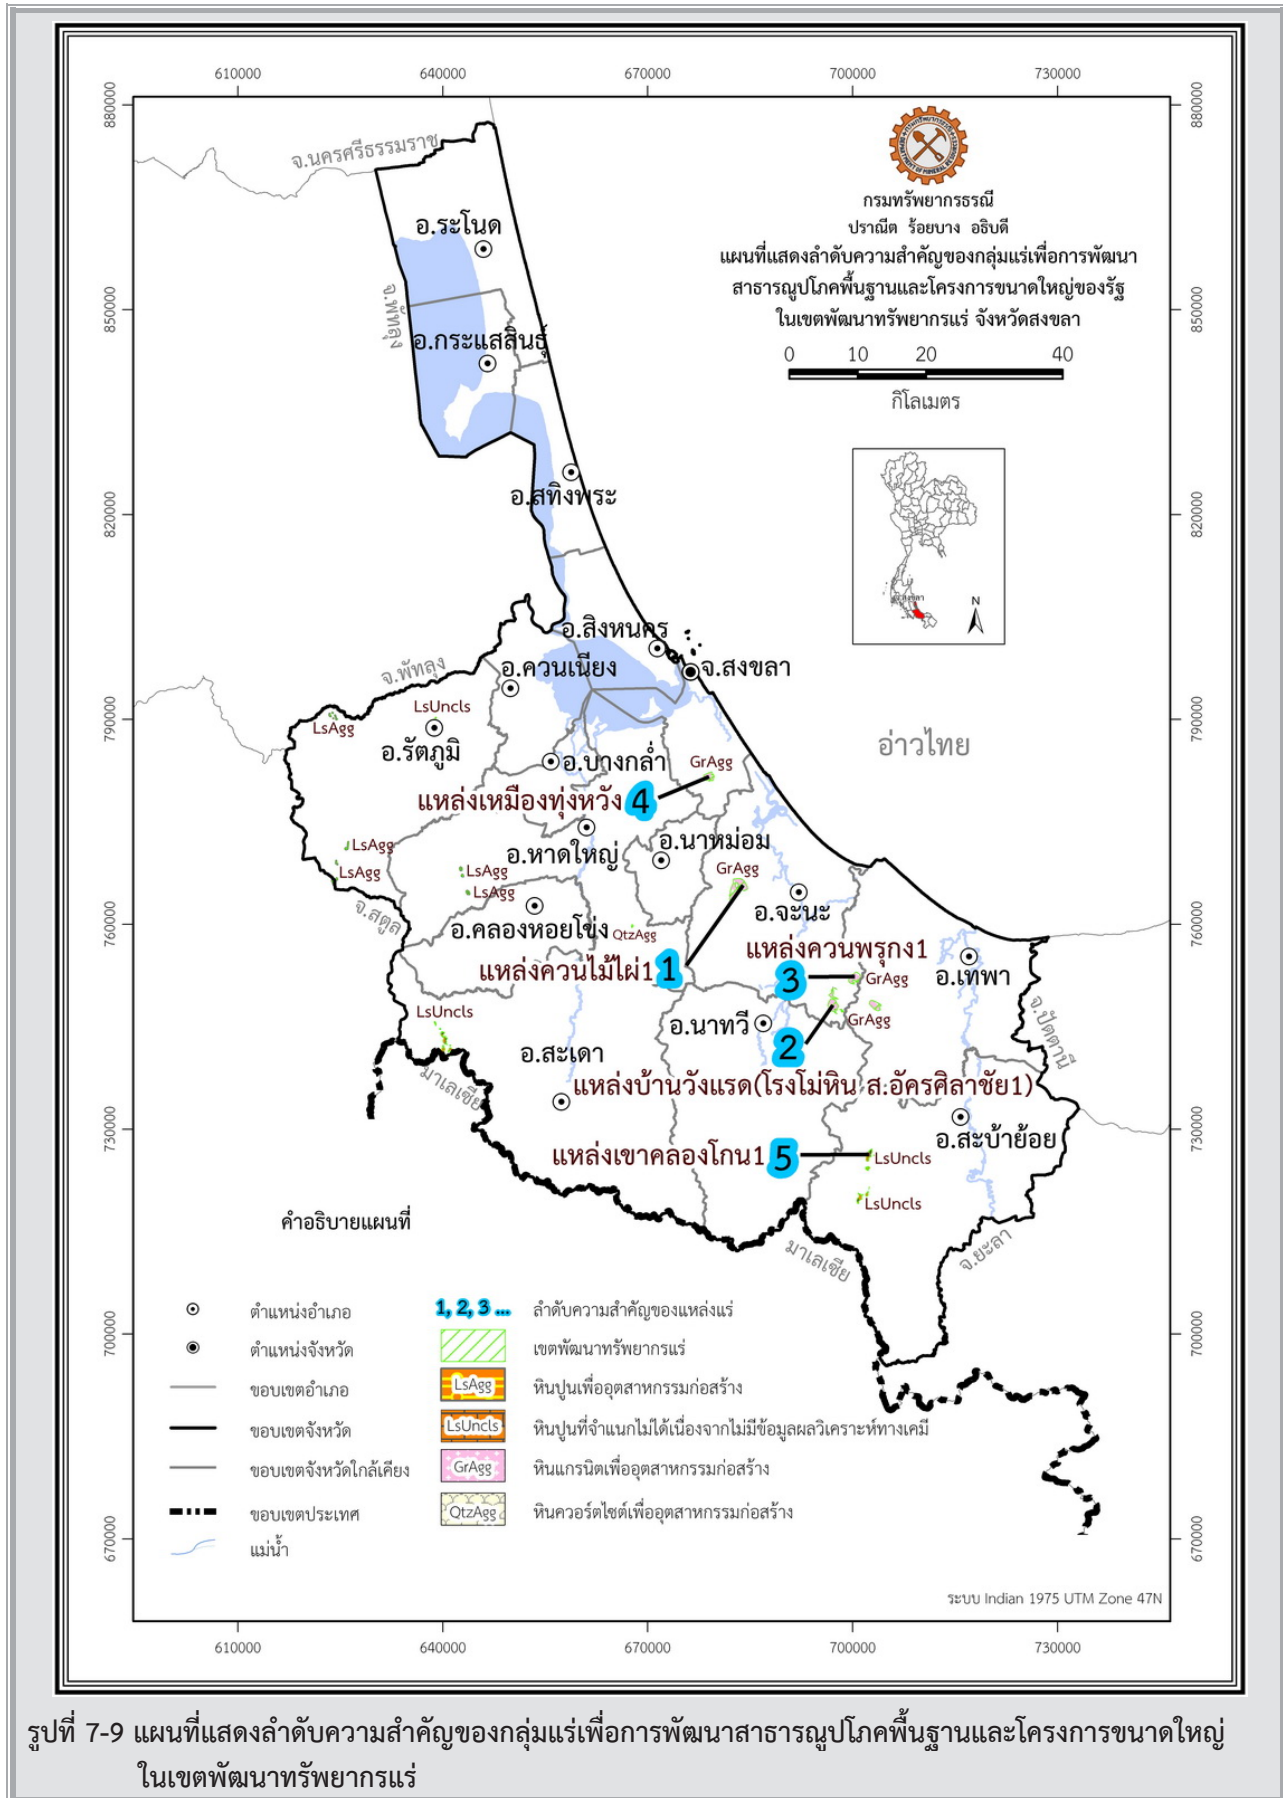 610000 640000 670000 700000 730000
880000
850000
820000
790000
760000
730000
700000
670000
880000
850000
820000
790000
760000
730000
700000
670000
DEPARTMENT OF MINERAL RESOURCES
กรมทรัพยากรธรณี
ปราณีต ร้อยบาง อธิบดี
แผนที่แสดงลำดับความสำคัญของกลุ่มแร่เพื่อการพัฒนา
สาธารณูปโภคพื้นฐานและโครงการขนาดใหญ่ของรัฐ
ในเขตพัฒนาทรัพยากรแร่ จังหวัดสงขลา
0 10 20 40
กิโลเมตร
จ.สงขลา
N
จ.นครศรีธรรมราช
อ.ระโนด
จ.พัทลุง
อ.กระแสสินธุ์
อ.สทิงพระ
อ.สิงหนคร
จ.สงขลา
อ.ควนเนียง
จ.พัทลุง
LsUncls
LsAgg
อ.รัตภูมิ
อ่าวไทย
อ.บางกล่ำ
GrAgg
แหล่งเหมืองทุ่งหวัง 4
อ.หาดใหญ่
อ.นาหม่อม
LsAgg
LsAgg
LsAgg
LsAgg
GrAgg
จ.สตูล
อ.จะนะ
อ.คลองหอยโข่ง
QtzAgg
แหล่งควนพรุกง1
แหล่งควนไม้ไผ่1 1
3
GrAgg
อ.เทพา
LsUncls
GrAgg
อ.นาทวี
จ.ปัตตานี
2
อ.สะเดา
มาเลเซีย
แหล่งบ้านวังแรด(โรงโม่หิน ส.อัครศิลาชัย1)
อ.สะบ้าย้อย
แหล่งเขาคลองโกน1 5
LsUncls
LsUncls
มาเลเซีย
จ.ยะลา
คำอธิบายแผนที่
ตำแหน่งอำเภอ
ตำแหน่งจังหวัด
ขอบเขตอำเภอ
ขอบเขตจังหวัด
ขอบเขตจังหวัดใกล้เคียง
ขอบเขตประเทศ
แม่น้ำ
1, 2, 3 ... ลำดับความสำคัญของแหล่งแร่
เขตพัฒนาทรัพยากรแร่
LsAgg หินปูนเพื่ออุตสาหกรรมก่อสร้าง
LsUncls หินปูนที่จำแนกไม่ได้เนื่องจากไม่มีข้อมูลผลวิเคราะห์ทางเคมี
GrAgg หินแกรนิตเพื่ออุตสาหกรรมก่อสร้าง
QtzAgg หินควอร์ตไซต์เพื่ออุตสาหกรรมก่อสร้าง
ระบบ Indian 1975 UTM Zone 47N
610000 640000 670000 700000 730000
รูปที่ 7-9 แผนที่แสดงลำดับความสำคัญของกลุ่มแร่เพื่อการพัฒนาสาธารณูปโภคพื้นฐานและโครงการขนาดใหญ่
ในเขตพัฒนาทรัพยากรแร่